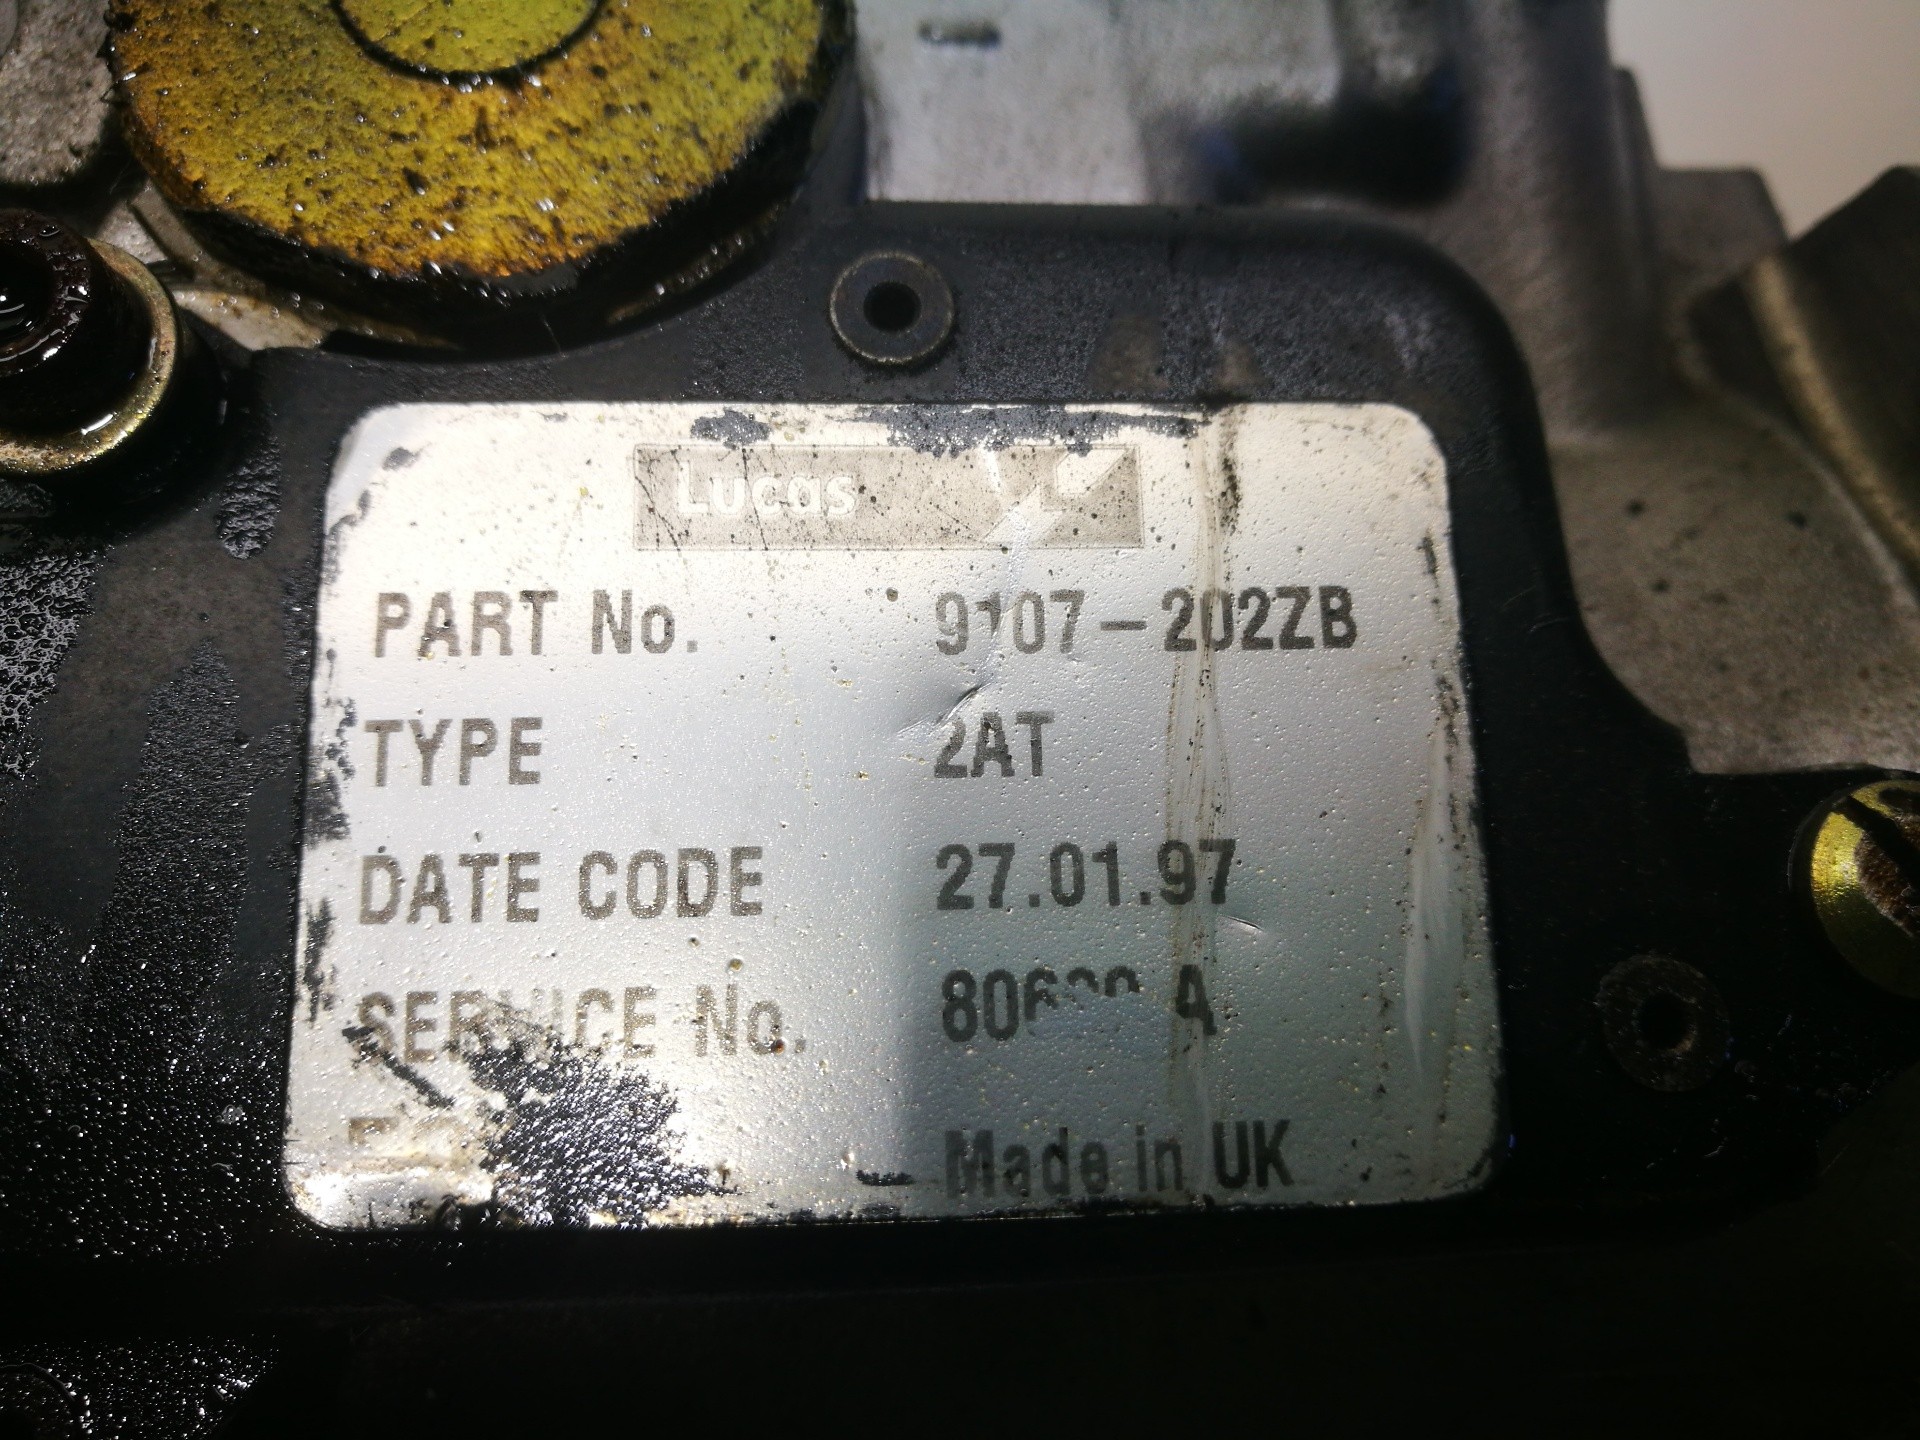 Lucas
PART No. 9107-202ZB
TYPE 2AT
DATE CODE 27.01.97
SERVICE No.
Made in UK